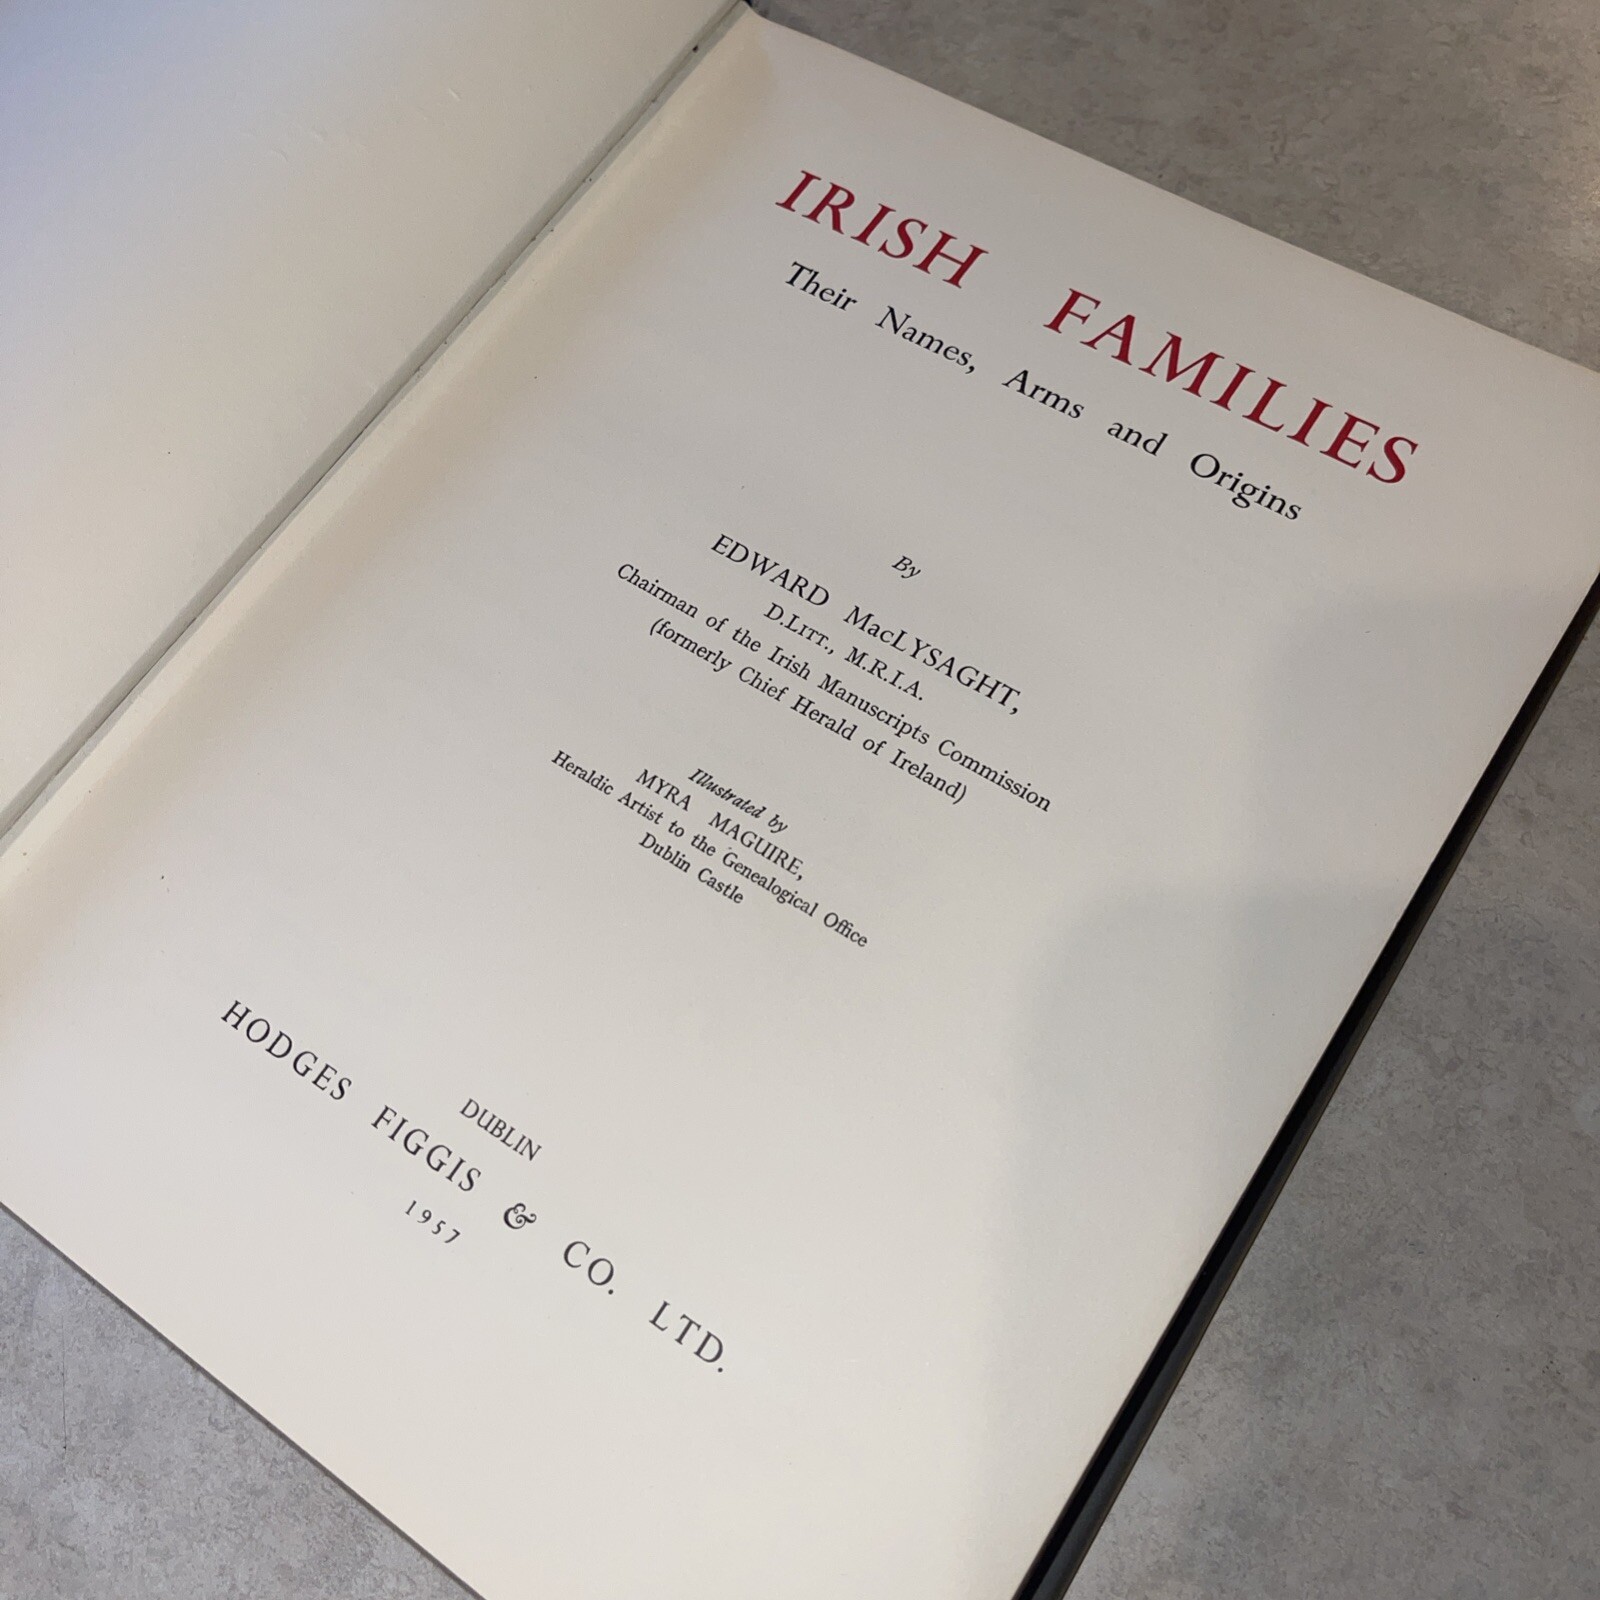 IRISH FAMILIES
Their Names, Arms and Origins
By
EDWARD MacLYSAGHT,
D.LITT., M.R.I.A.
Chairman of the Irish Manuscripts Commission
(formerly Chief Herald of Ireland)
Illustrated by
MYRA MAGUIRE,
Heraldic Artist to the Genealogical Office
Dublin Castle
DUBLIN
HODGES FIGGIS & CO. LTD.
1957